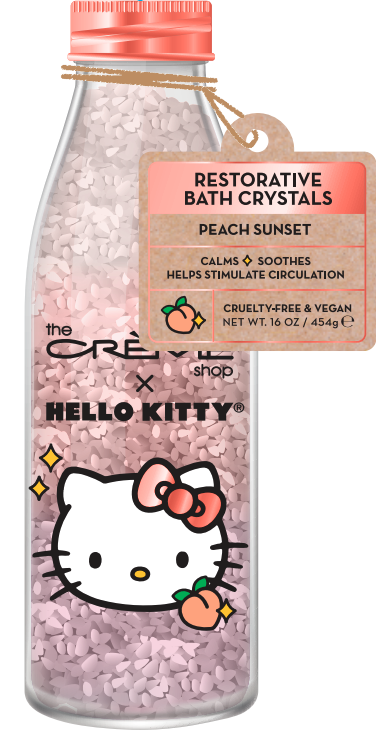 RESTORATIVE
BATH CRYSTALS
PEACH SUNSET
CALMS SOOTHES
HELPS STIMULATE CIRCULATION
CRUELTY-FREE & VEGAN
NET WT. 16 OZ / 454g ℮
the
CRÈME
shop
×
HELLO KITTY®